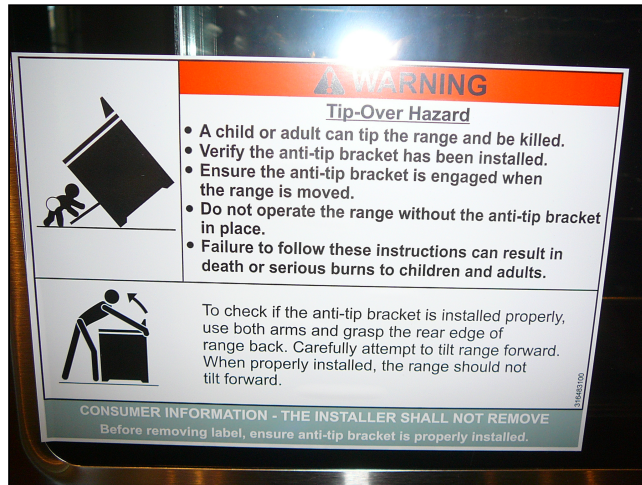 WARNING
Tip-Over Hazard
• A child or adult can tip the range and be killed.
• Verify the anti-tip bracket has been installed.
• Ensure the anti-tip bracket is engaged when
the range is moved.
• Do not operate the range without the anti-tip bracket
in place.
• Failure to follow these instructions can result in
death or serious burns to children and adults.
To check if the anti-tip bracket is installed properly,
use both arms and grasp the rear edge of
range back. Carefully attempt to tilt range forward.
When properly installed, the range should not
tilt forward.
316483100
CONSUMER INFORMATION - THE INSTALLER SHALL NOT REMOVE
Before removing label, ensure anti-tip bracket is properly installed.